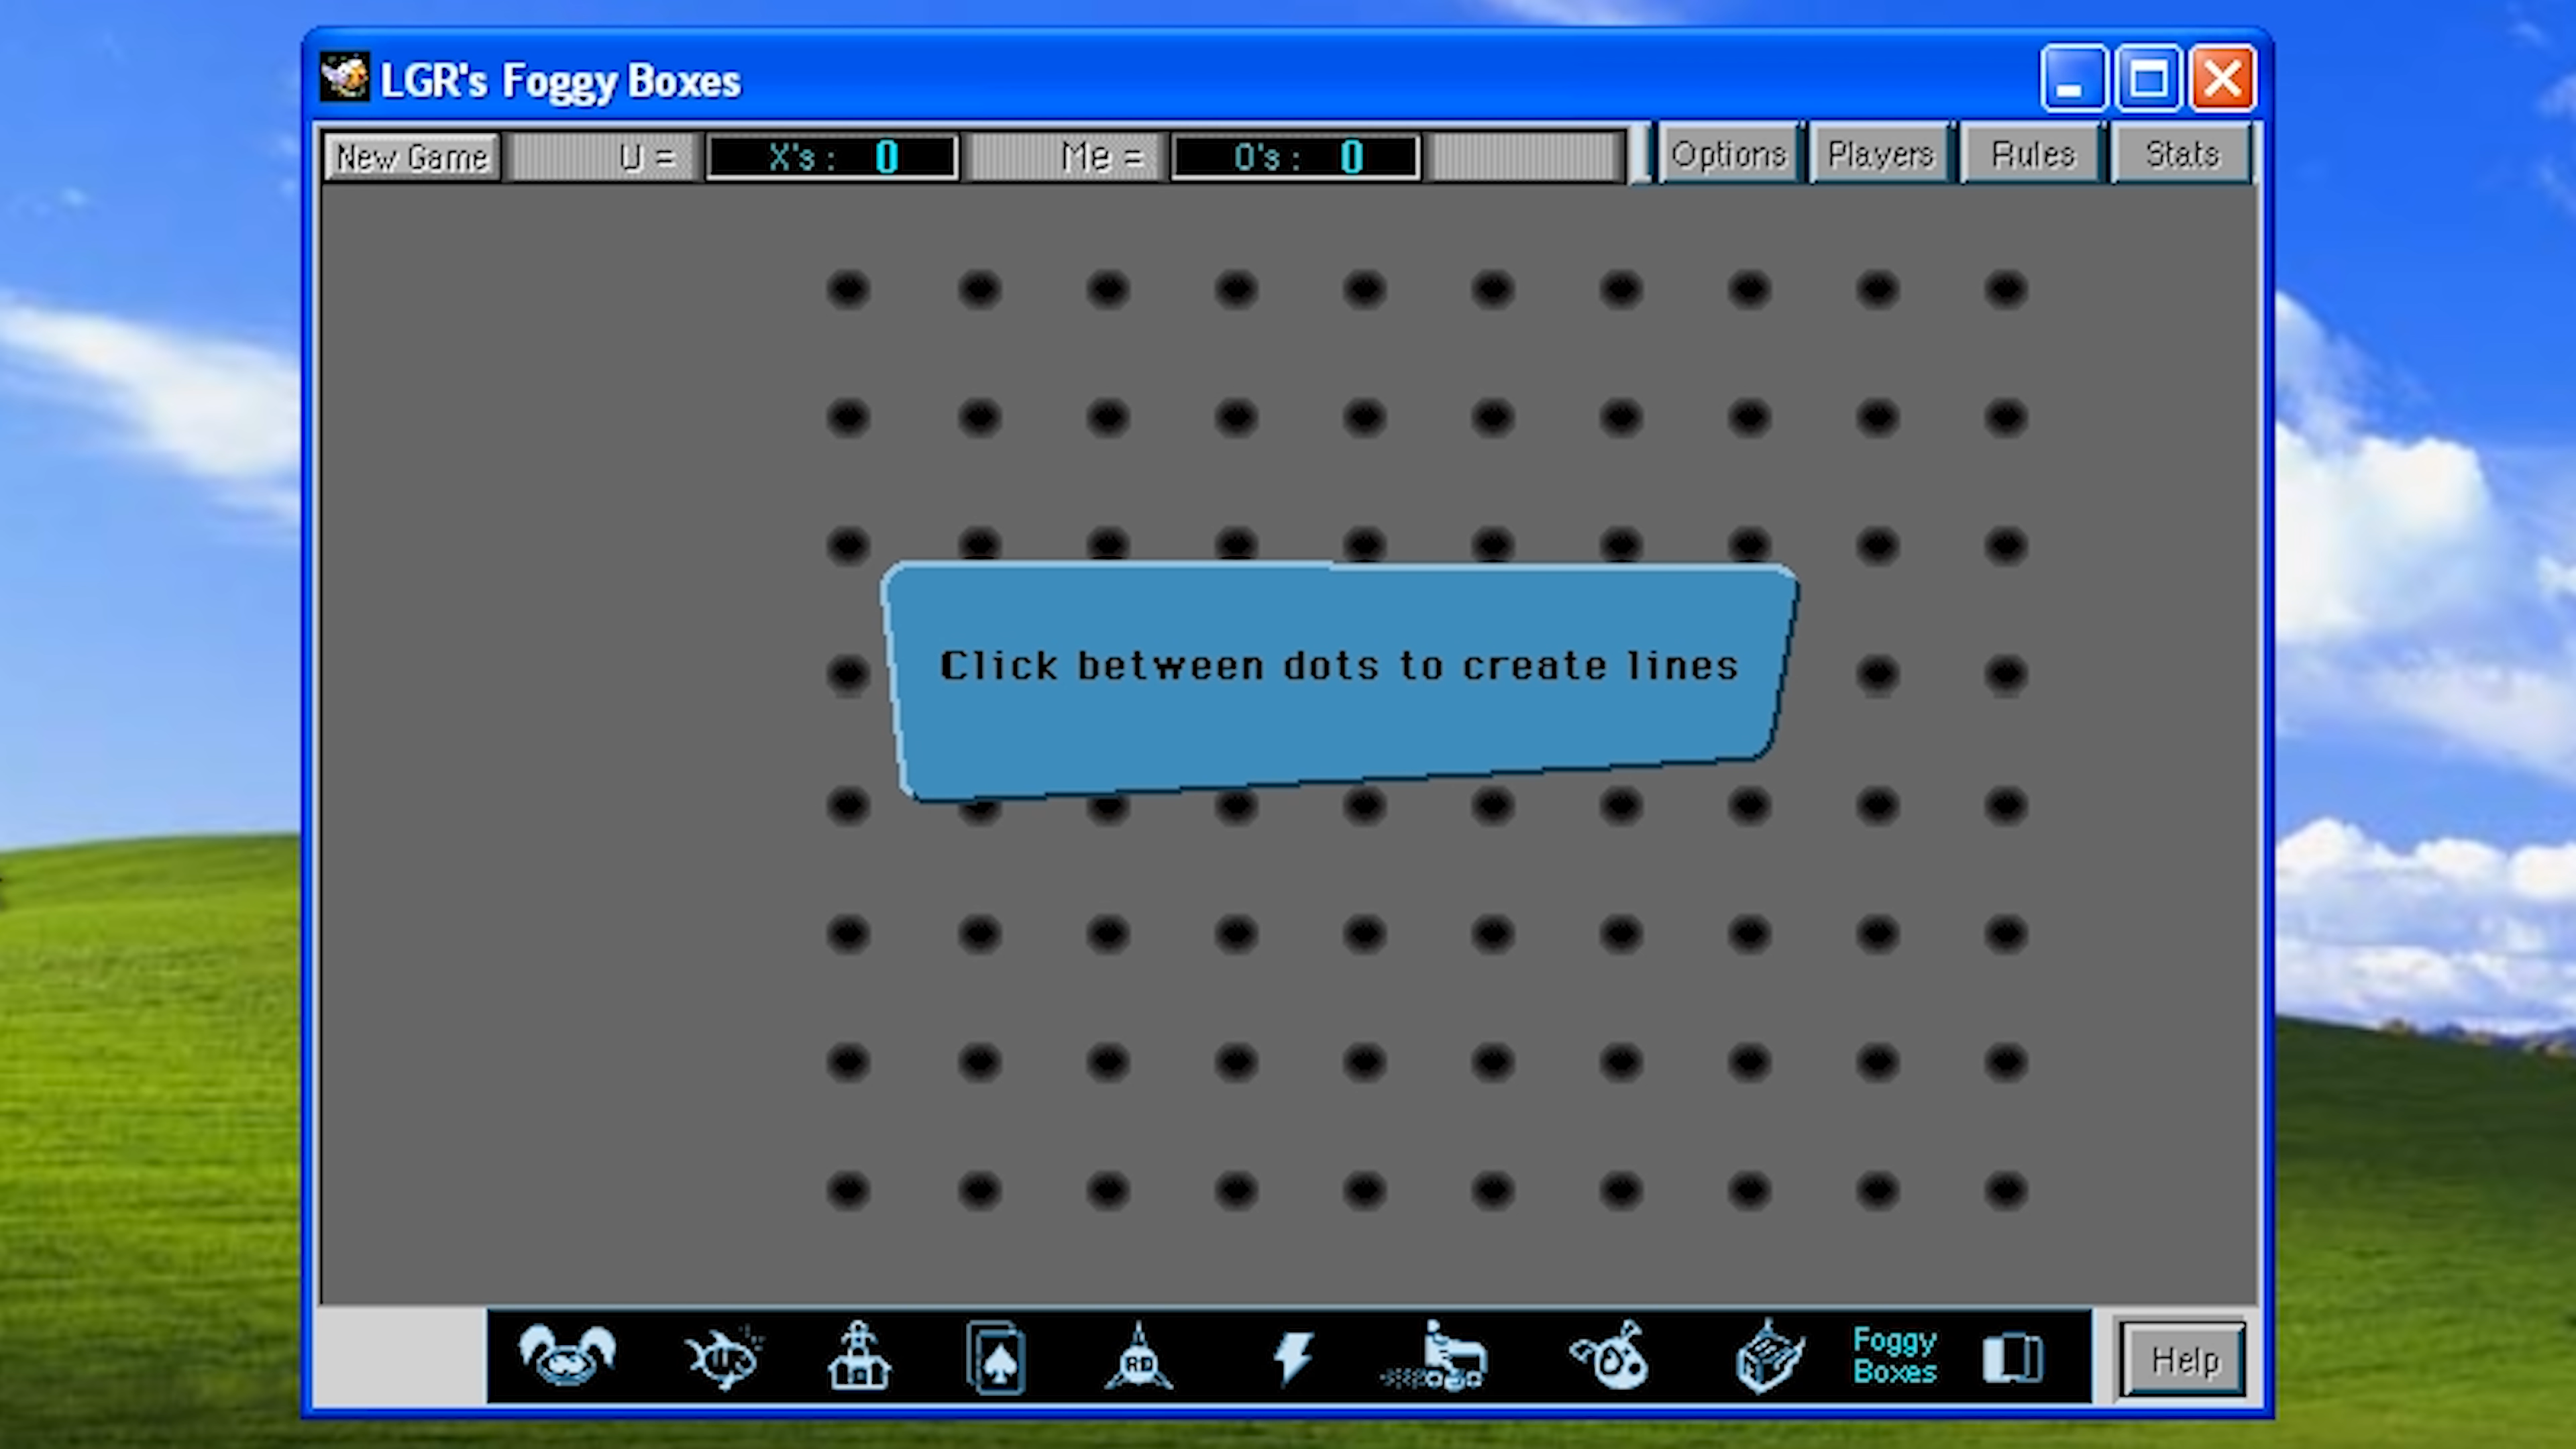 LGR's Foggy Boxes
New Game U = X's: 0 Me = O's: 0 Options Players Rules Stats
Click between dots to create lines
RD
Foggy
Boxes
Help